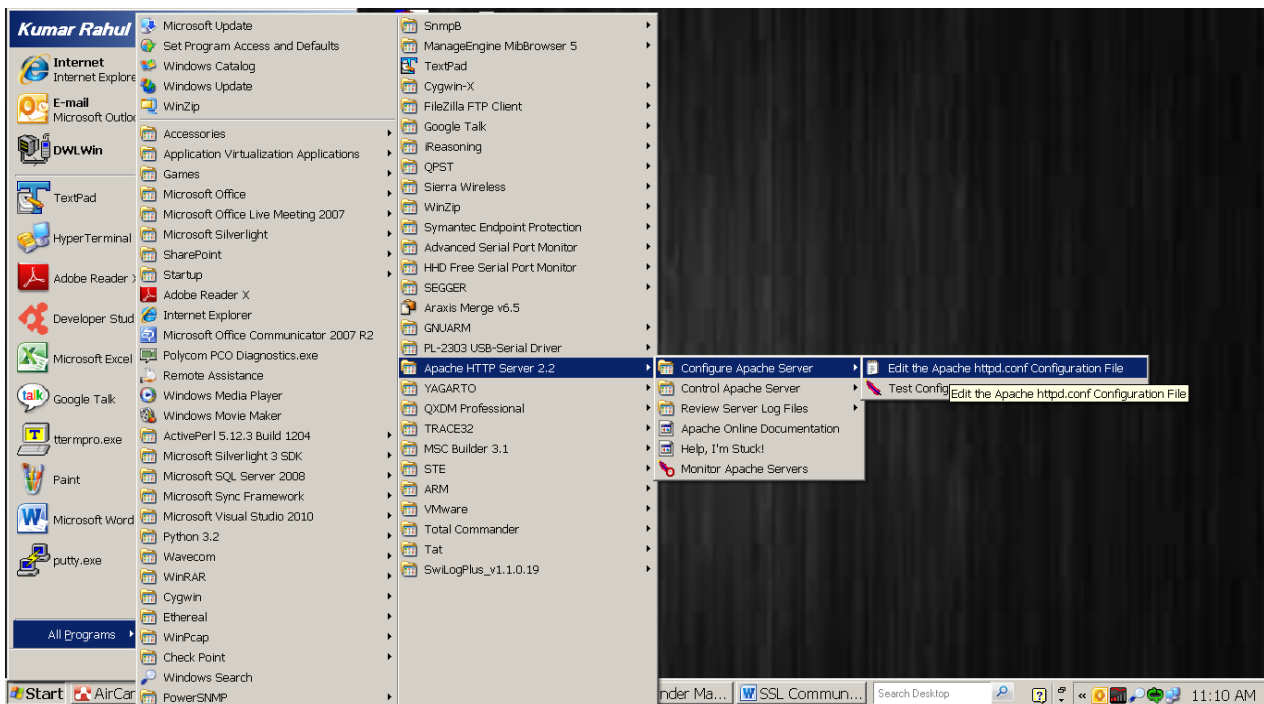 Kumar Rahul
Internet
Internet Explore
E-mail
Microsoft Outlo
DWLWin
TextPad
HyperTerminal
Adobe Reader
Developer Stud
Microsoft Excel
talk
Google Talk
ttermpro.exe
Paint
Microsoft Word
putty.exe
All Programs
Microsoft Update
Set Program Access and Defaults
Windows Catalog
Windows Update
WinZip
Accessories
Application Virtualization Applications
Games
Microsoft Office
Microsoft Office Live Meeting 2007
Microsoft Silverlight
SharePoint
Startup
Adobe Reader X
Internet Explorer
Microsoft Office Communicator 2007 R2
Polycom PCO Diagnostics.exe
Remote Assistance
Windows Media Player
Windows Movie Maker
ActivePerl 5.12.3 Build 1204
Microsoft Silverlight 3 SDK
Microsoft SQL Server 2008
Microsoft Sync Framework
Microsoft Visual Studio 2010
Python 3.2
Wavecom
WinRAR
Cygwin
Ethereal
WinPcap
Check Point
Windows Search
PowerSNMP
SnmpB
ManageEngine MibBrowser 5
TextPad
Cygwin-X
FileZilla FTP Client
Google Talk
iReasoning
QPST
Sierra Wireless
WinZip
Symantec Endpoint Protection
Advanced Serial Port Monitor
HHD Free Serial Port Monitor
SEGGER
Araxis Merge v6.5
GNUARM
PL-2303 USB-Serial Driver
Apache HTTP Server 2.2
YAGARTO
QXDM Professional
TRACE32
MSC Builder 3.1
STE
ARM
VMware
Total Commander
Tat
SwiLogPlus_v1.1.0.19
Configure Apache Server
Control Apache Server
Review Server Log Files
Apache Online Documentation
Help, I'm Stuck!
Monitor Apache Servers
Edit the Apache httpd.conf Configuration File
Test Config
Edit the Apache httpd.conf Configuration File
Start
AirCar
nder Ma...
SSL Commun...
Search Desktop
11:10 AM